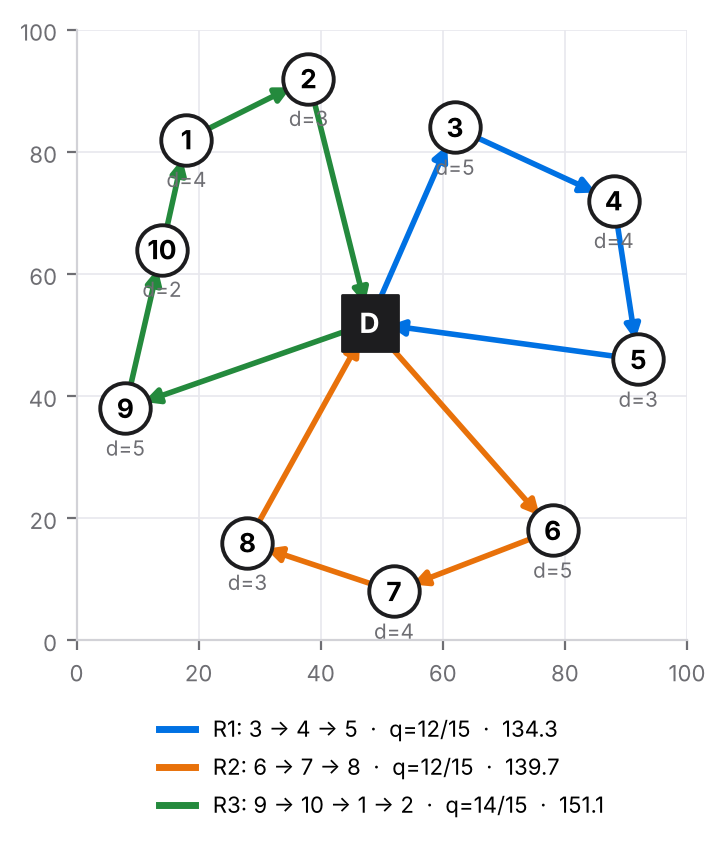 100
80
60
40
20
0
0 20 40 60 80 100
2
d=3
3
d=5
1
d=4
4
d=4
10
d=2
D
5
d=3
9
d=5
6
d=5
8
d=3
7
d=4
R1: 3 → 4 → 5 · q=12/15 · 134.3
R2: 6 → 7 → 8 · q=12/15 · 139.7
R3: 9 → 10 → 1 → 2 · q=14/15 · 151.1